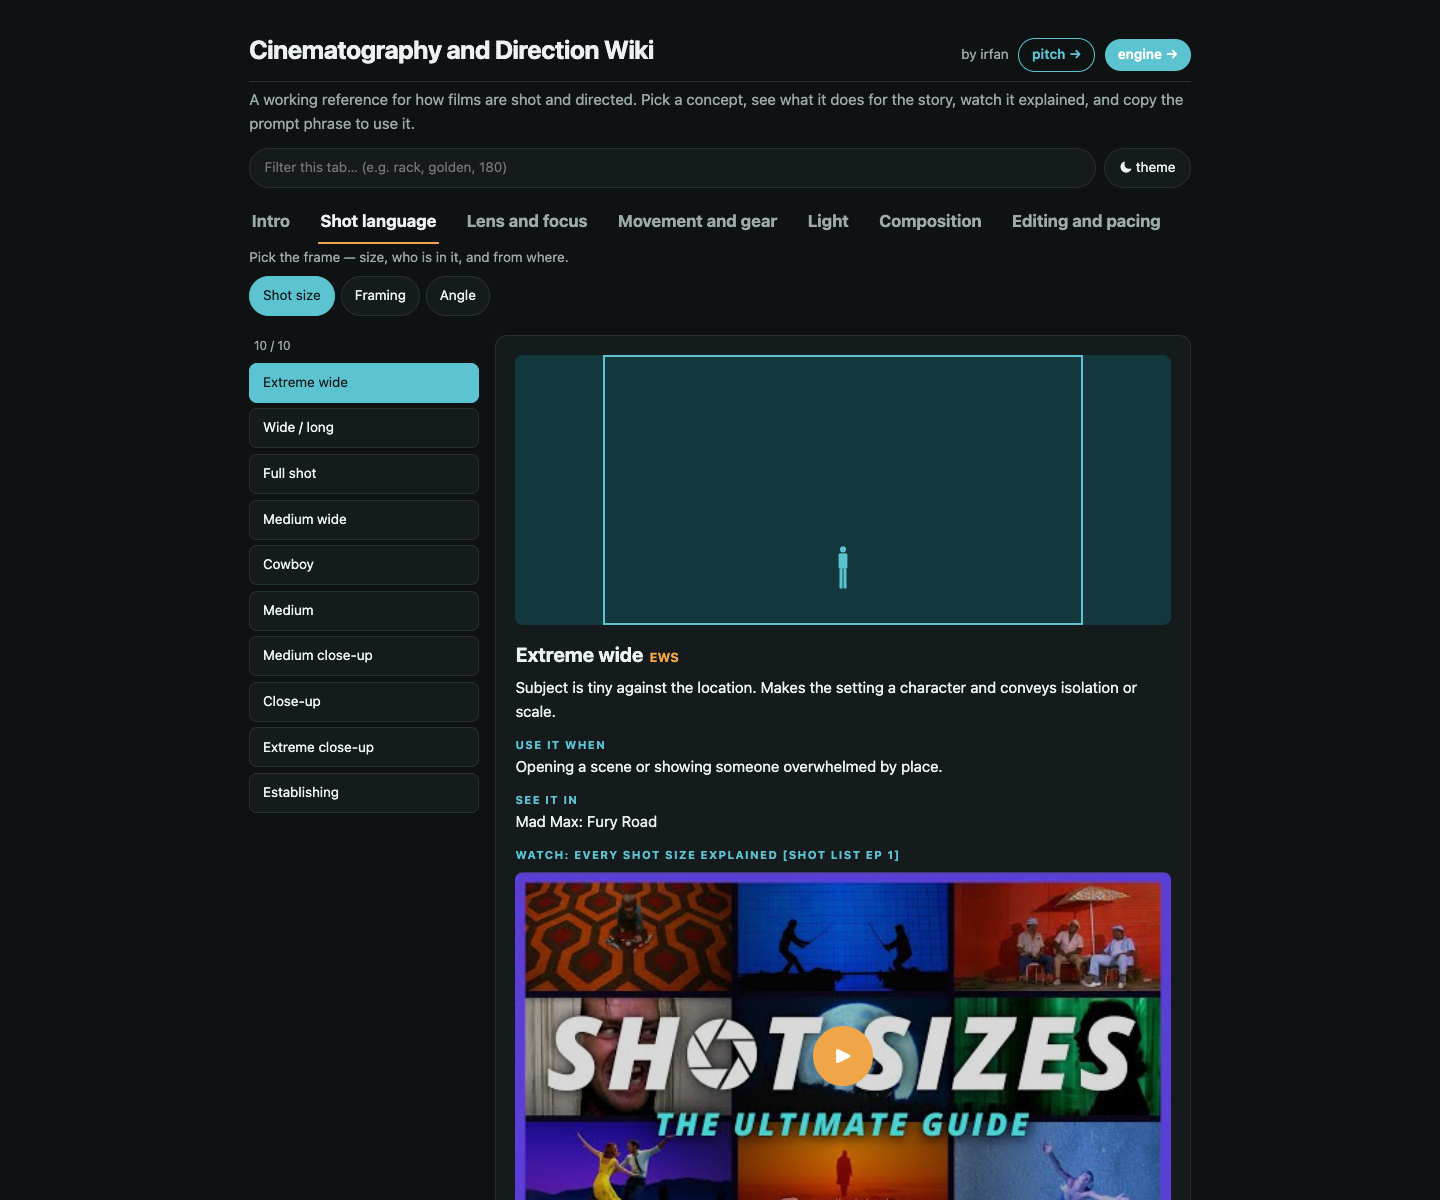 Cinematography and Direction Wiki
by irfan
pitch →
engine →
A working reference for how films are shot and directed. Pick a concept, see what it does for the story, watch it explained, and copy the
prompt phrase to use it.
Filter this tab... (e.g. rack, golden, 180)
theme
Intro
Shot language
Lens and focus
Movement and gear
Light
Composition
Editing and pacing
Pick the frame — size, who is in it, and from where.
Shot size
Framing
Angle
10 / 10
Extreme wide
Wide / long
Full shot
Medium wide
Cowboy
Medium
Medium close-up
Close-up
Extreme close-up
Establishing
Extreme wide EWS
Subject is tiny against the location. Makes the setting a character and conveys isolation or
scale.
USE IT WHEN
Opening a scene or showing someone overwhelmed by place.
SEE IT IN
Mad Max: Fury Road
WATCH: EVERY SHOT SIZE EXPLAINED [SHOT LIST EP 1]
SHOT SIZES
THE ULTIMATE GUIDE